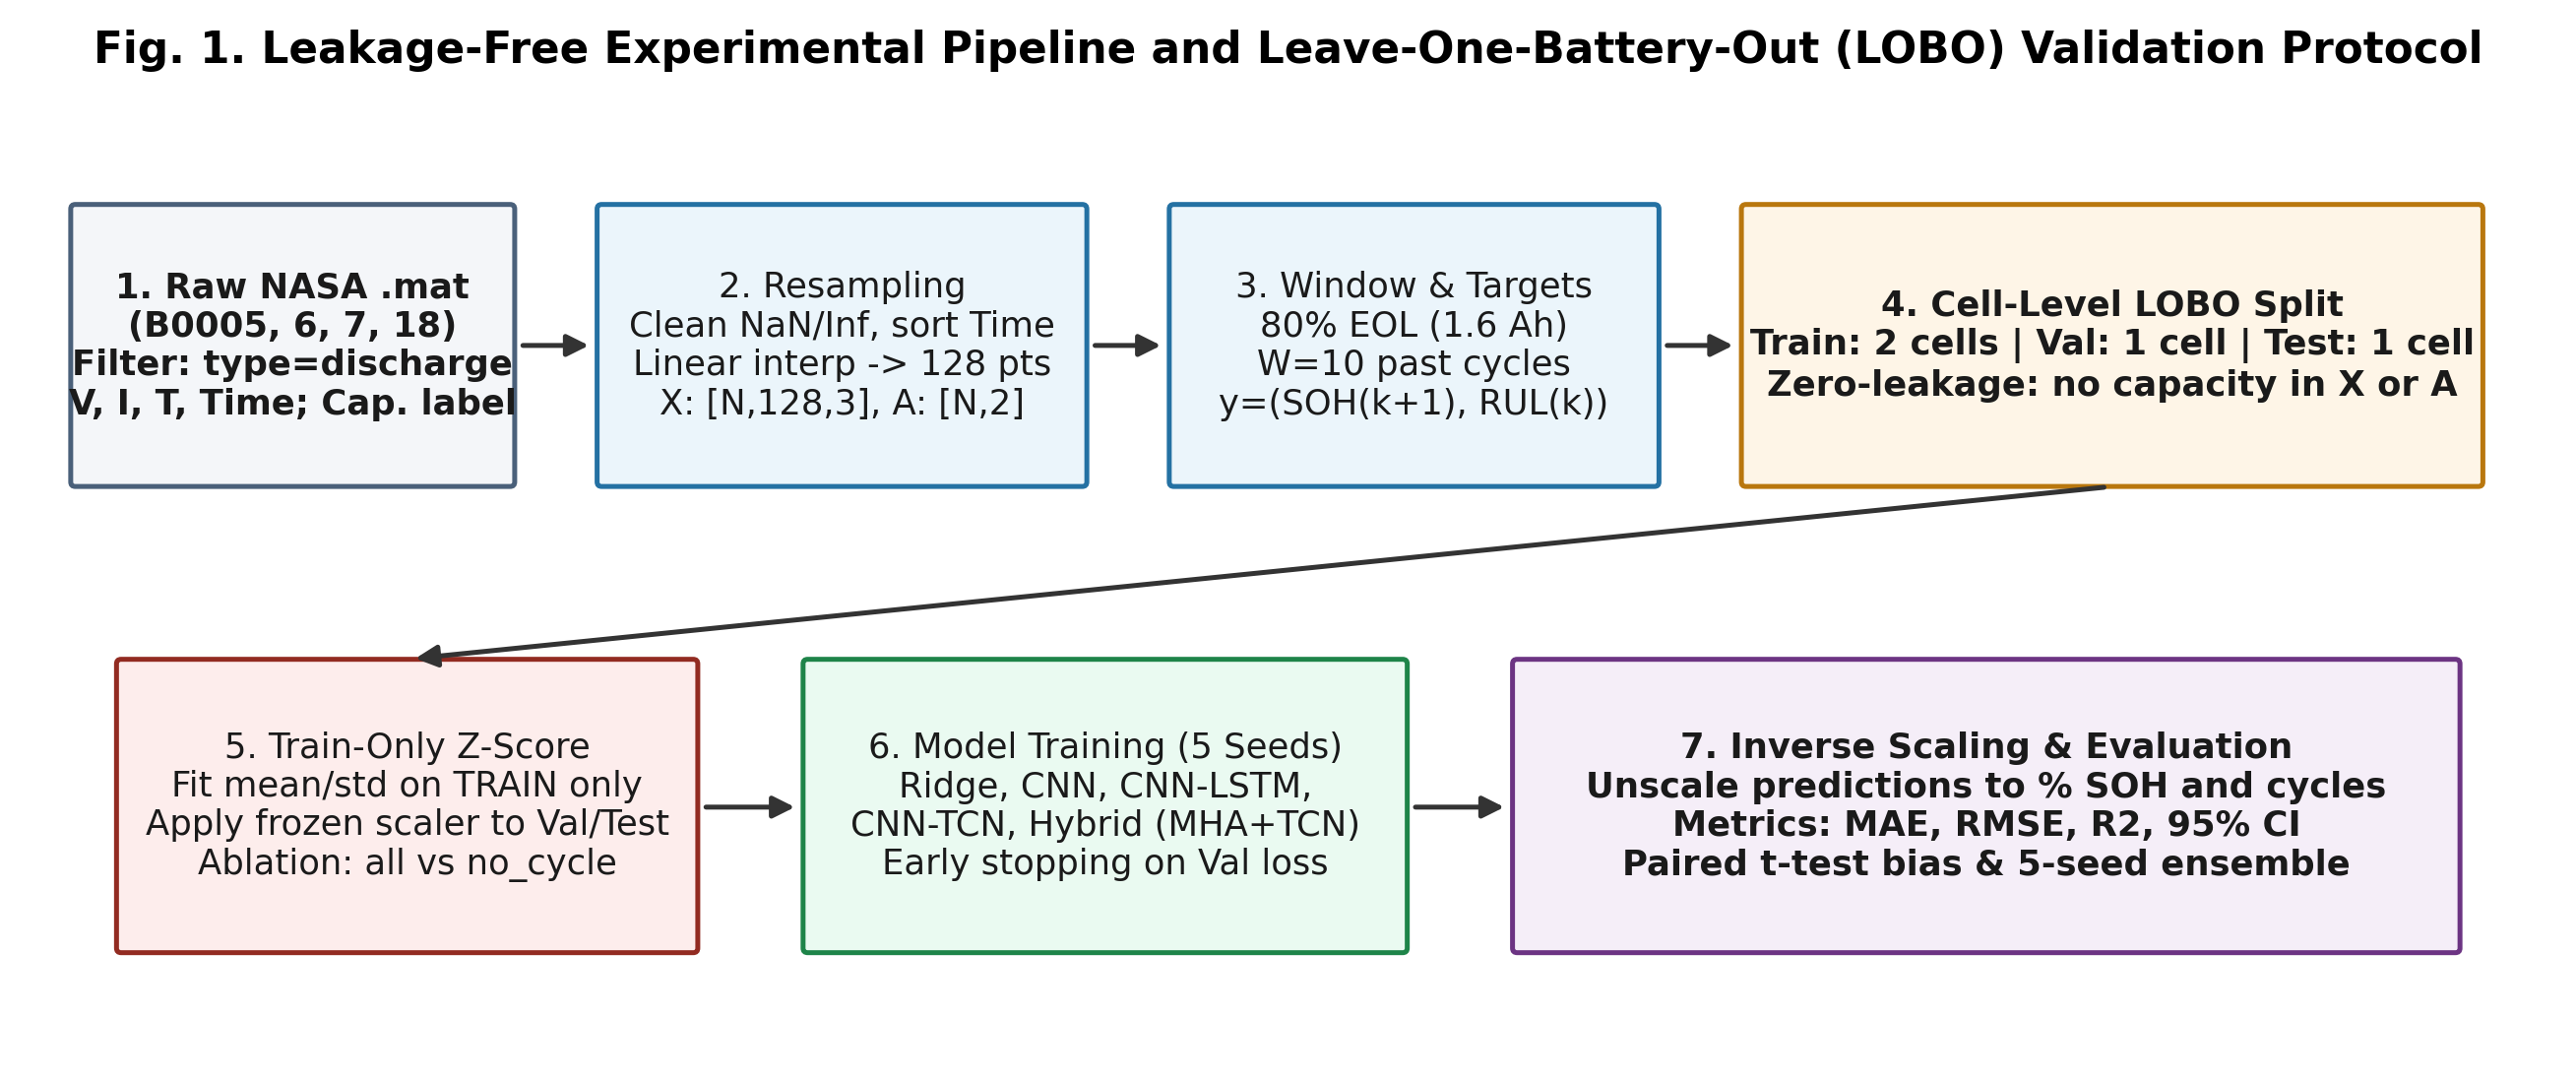 Fig. 1. Leakage-Free Experimental Pipeline and Leave-One-Battery-Out (LOBO) Validation Protocol
1. Raw NASA .mat
(B0005, 6, 7, 18)
Filter: type=discharge
V, I, T, Time; Cap. label
2. Resampling
Clean NaN/Inf, sort Time
Linear interp -> 128 pts
X: [N,128,3], A: [N,2]
3. Window & Targets
80% EOL (1.6 Ah)
W=10 past cycles
y=(SOH(k+1), RUL(k))
4. Cell-Level LOBO Split
Train: 2 cells | Val: 1 cell | Test: 1 cell
Zero-leakage: no capacity in X or A
5. Train-Only Z-Score
Fit mean/std on TRAIN only
Apply frozen scaler to Val/Test
Ablation: all vs no_cycle
6. Model Training (5 Seeds)
Ridge, CNN, CNN-LSTM,
CNN-TCN, Hybrid (MHA+TCN)
Early stopping on Val loss
7. Inverse Scaling & Evaluation
Unscale predictions to % SOH and cycles
Metrics: MAE, RMSE, R2, 95% CI
Paired t-test bias & 5-seed ensemble